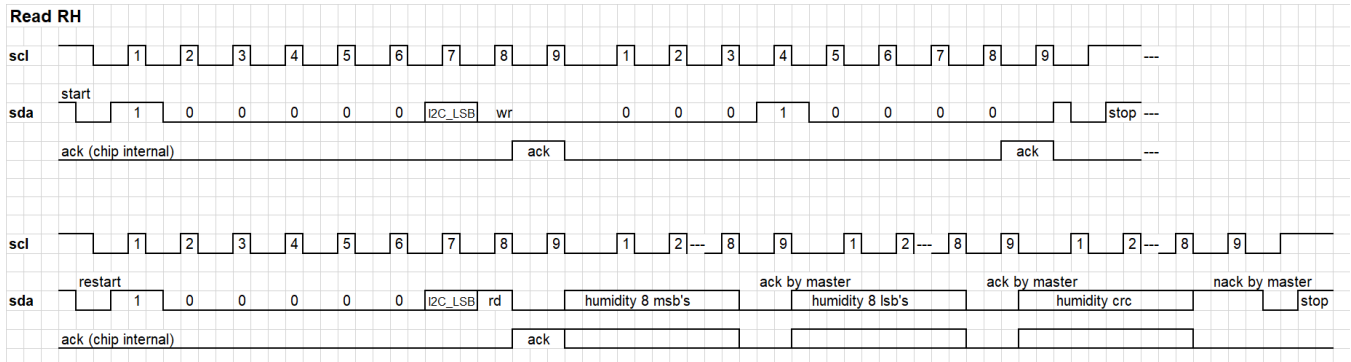 Read RH
scl 1 2 3 4 5 6 7 8 9 1 2 3 4 5 6 7 8 9 ---
start
sda 1 0 0 0 0 0 I2C_LSB wr 0 0 0 1 0 0 0 0 stop ---
ack (chip internal) ack ack ---
scl 1 2 3 4 5 6 7 8 9 1 2 --- 8 9 1 2 --- 8 9 1 2 --- 8 9
restart ack by master ack by master nack by master
sda 1 0 0 0 0 0 I2C_LSB rd humidity 8 msb's humidity 8 lsb's humidity crc stop
ack (chip internal) ack